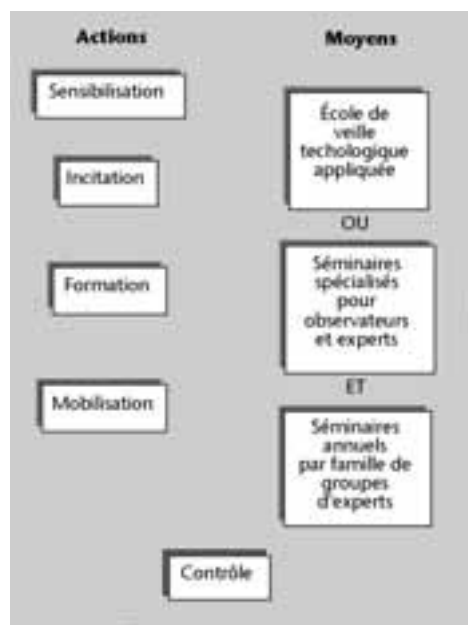 Actions
Sensibilisation
Incitation
Formation
Mobilisation
Moyens
École de
veille
techologique
appliquée
OU
Séminaires
spécialisés
pour
observateurs
et experts
ET
Séminaires
annuels
par famille de
groupes
d'experts
Contrôle